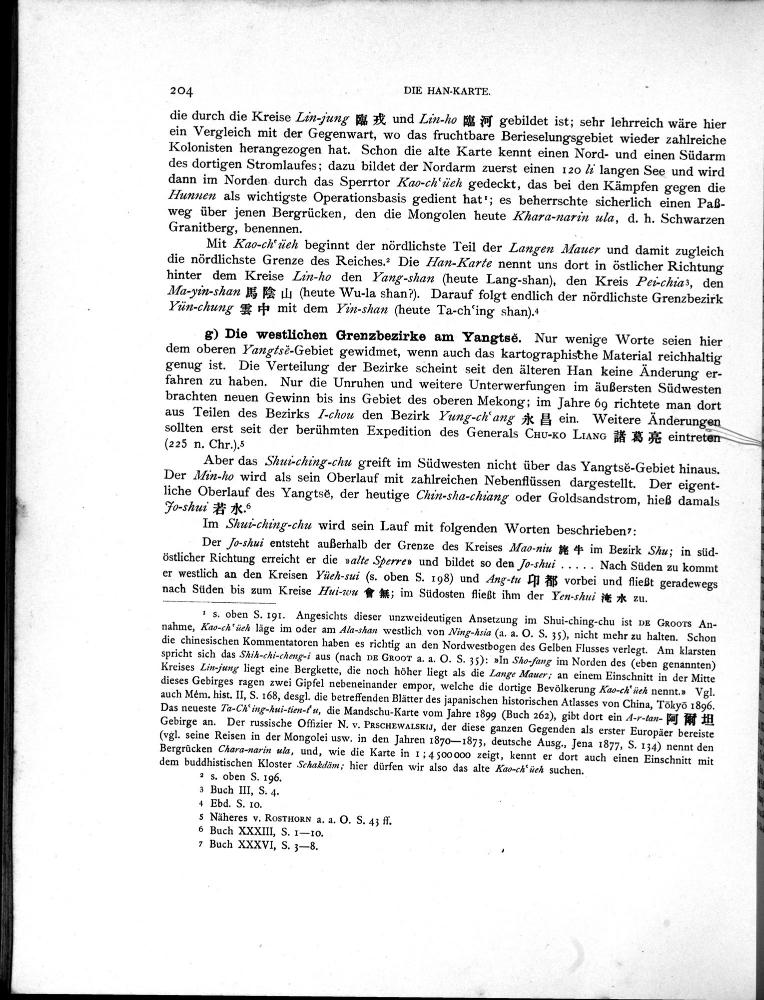 204 DIE HAN-KARTE.
die durch die Kreise Lin-jung 臨戎 und Lin-ho 臨河 gebildet ist; sehr lehrreich wäre hier
ein Vergleich mit der Gegenwart, wo das fruchtbare Berieselungsgebiet wieder zahlreiche
Kolonisten herangezogen hat. Schon die alte Karte kennt einen Nord- und einen Südarm
des dortigen Stromlaufes; dazu bildet der Nordarm zuerst einen 120 li langen See und wird
dann im Norden durch das Sperrtor Kao-ch‘üeh gedeckt, das bei den Kämpfen gegen die
Hunnen als wichtigste Operationsbasis gedient hat¹; es beherrschte sicherlich einen Paß-
weg über jenen Bergrücken, den die Mongolen heute Khara-narin ula, d. h. Schwarzen
Granitberg, benennen.
Mit Kao-ch‘üeh beginnt der nördlichste Teil der Langen Mauer und damit zugleich
die nördlichste Grenze des Reiches.² Die Han-Karte nennt uns dort in östlicher Richtung
hinter dem Kreise Lin-ho den Yang-shan (heute Lang-shan), den Kreis Pei-chia³, den
Ma-yin-shan 馬陰山 (heute Wu-la shan?). Darauf folgt endlich der nördlichste Grenzbezirk
Yün-chung 雲中 mit dem Yin-shan (heute Ta-ch‘ing shan).⁴
g) Die westlichen Grenzbezirke am Yangtsë. Nur wenige Worte seien hier
dem oberen Yangtsë-Gebiet gewidmet, wenn auch das kartographische Material reichhaltig
genug ist. Die Verteilung der Bezirke scheint seit den älteren Han keine Änderung er-
fahren zu haben. Nur die Unruhen und weitere Unterwerfungen im äußersten Südwesten
brachten neuen Gewinn bis ins Gebiet des oberen Mekong; im Jahre 69 richtete man dort
aus Teilen des Bezirks I-chou den Bezirk Yung-ch‘ang 永昌 ein. Weitere Änderungen
sollten erst seit der berühmten Expedition des Generals CHU-KO LIANG 諸葛亮 eintreten
(225 n. Chr.).⁵
Aber das Shui-ching-chu greift im Südwesten nicht über das Yangtsë-Gebiet hinaus.
Der Min-ho wird als sein Oberlauf mit zahlreichen Nebenflüssen dargestellt. Der eigent-
liche Oberlauf des Yangtsë, der heutige Chin-sha-chiang oder Goldsandstrom, hieß damals
Jo-shui 若水.⁶
Im Shui-ching-chu wird sein Lauf mit folgenden Worten beschrieben⁷:
Der Jo-shui entsteht außerhalb der Grenze des Kreises Mao-niu 旄牛 im Bezirk Shu; in süd-
östlicher Richtung erreicht er die »alte Sperre« und bildet so den Jo-shui ..... Nach Süden zu kommt
er westlich an den Kreisen Yüeh-sui (s. oben S. 198) und Ang-tu 卬都 vorbei und fließt geradewegs
nach Süden bis zum Kreise Hui-wu 會無; im Südosten fließt ihm der Yen-shui 淹水 zu.
¹ s. oben S. 191. Angesichts dieser unzweideutigen Ansetzung im Shui-ching-chu ist DE GROOTS An-
nahme, Kao-ch‘üeh läge im oder am Ala-shan westlich von Ning-hsia (a. a. O. S. 35), nicht mehr zu halten. Schon
die chinesischen Kommentatoren haben es richtig an den Nordwestbogen des Gelben Flusses verlegt. Am klarsten
spricht sich das Shih-chi-cheng-i aus (nach DE GROOT a. a. O. S. 35): »In Sho-fang im Norden des (eben genannten)
Kreises Lin-jung liegt eine Bergkette, die noch höher liegt als die Lange Mauer; an einem Einschnitt in der Mitte
dieses Gebirges ragen zwei Gipfel nebeneinander empor, welche die dortige Bevölkerung Kao-ch‘üeh nennt.» Vgl.
auch Mém. hist. II, S. 168, desgl. die betreffenden Blätter des japanischen historischen Atlasses von China, Tōkyō 1896.
Das neueste Ta-Ch‘ing-hui-tien-t‘u, die Mandschu-Karte vom Jahre 1899 (Buch 262), gibt dort ein A-r-tan- 阿爾坦
Gebirge an. Der russische Offizier N. v. PRSCHEWALSKIJ, der diese ganzen Gegenden als erster Europäer bereiste
(vgl. seine Reisen in der Mongolei usw. in den Jahren 1870—1873, deutsche Ausg., Jena 1877, S. 134) nennt den
Bergrücken Chara-narin ula, und, wie die Karte in 1 : 4 500 000 zeigt, kennt er dort auch einen Einschnitt mit
dem buddhistischen Kloster Schakdäm; hier dürfen wir also das alte Kao-ch‘üeh suchen.
² s. oben S. 196.
³ Buch III, S. 4.
⁴ Ebd. S. 10.
⁵ Näheres v. ROSTHORN a. a. O. S. 43 ff.
⁶ Buch XXXIII, S. 1—10.
⁷ Buch XXXVI, S. 3—8.